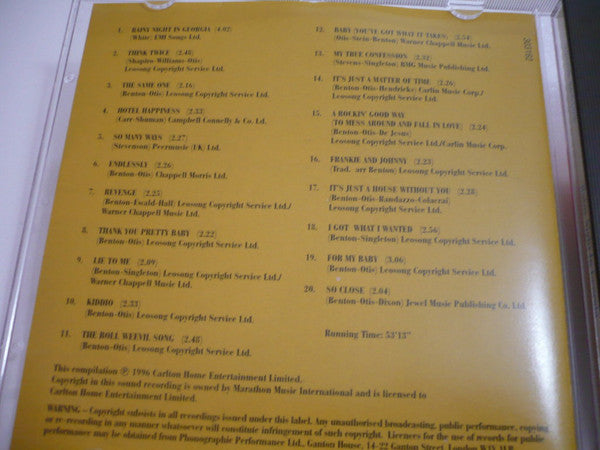 1. RAINY NIGHT IN GEORGIA (4.02)
(White) EMI Songs Ltd.
2. THINK TWICE (2.48)
(Shapiro-Williams-Otis)
Leosong Copyright Service Ltd.
3. THE SAME ONE (2.16)
(Benton-Otis) Leosong Copyright Service Ltd.
4. HOTEL HAPPINESS (2.33)
(Carr-Shuman) Campbell Connelly & Co. Ltd.
5. SO MANY WAYS (2.27)
(Stevenson) Peermusic (UK) Ltd.
6. ENDLESSLY (2.26)
(Benton-Otis) Chappell Morris Ltd.
7. REVENGE (2.25)
(Benton-Ewald-Hall) Leosong Copyright Service Ltd./
Warner Chappell Music Ltd.
8. THANK YOU PRETTY BABY (2.22)
(Benton-Otis) Leosong Copyright Service Ltd.
9. LIE TO ME (2.09)
(Benton-Singleton) Leosong Copyright Service Ltd./
Warner Chappell Music Ltd.
10. KIDDIO (2.33)
(Benton-Otis) Leosong Copyright Service Ltd.
11. THE BOLL WEEVIL SONG (2.48)
(Benton-Otis) Leosong Copyright Service Ltd.
12. BABY (YOU'VE GOT WHAT IT TAKES) (2.54)
(Otis-Stein-Benton) Warner Chappell Music Ltd.
13. MY TRUE CONFESSION (2.32)
(Stevens-Singleton) BMG Music Publishing Ltd.
14. IT'S JUST A MATTER OF TIME (2.26)
(Benton-Otis-Hendricks) Carlin Music Corp./
Leosong Copyright Service Ltd.
15. A ROCKIN' GOOD WAY
(TO MESS AROUND AND FALL IN LOVE) (2.24)
(Benton-Otis-De Jesus)
Leosong Copyright Service Ltd./Carlin Music Corp.
16. FRANKIE AND JOHNNY (2.23)
(Trad. arr Benton) Leosong Copyright Service Ltd.
17. IT'S JUST A HOUSE WITHOUT YOU (2.28)
(Benton-Otis-Randazzo-Colacrai)
Leosong Copyright Service Ltd.
18. I GOT WHAT I WANTED (2.56)
(Benton-Singleton) Leosong Copyright Service Ltd.
19. FOR MY BABY (3.06)
(Benton-Otis) Leosong Copyright Service Ltd.
20. SO CLOSE (2.04)
(Benton-Otis-Dixon) Jewel Music Publishing Co. Ltd.
Running Time: 53'13"
This compilation ℗ 1996 Carlton Home Entertainment Limited.
Copyright in this sound recording is owned by Marathon Music International and is licensed to
Carlton Home Entertainment Limited.
WARNING – Copyright subsists in all recordings issued under this label. Any unauthorised broadcasting, public performance, copying
or re-recording in any manner whatsoever will constitute infringement of such copyright. Licences for the use of records for public
performance may be obtained from Phonographic Performance Ltd., Ganton House, 14-22 Ganton Street, London